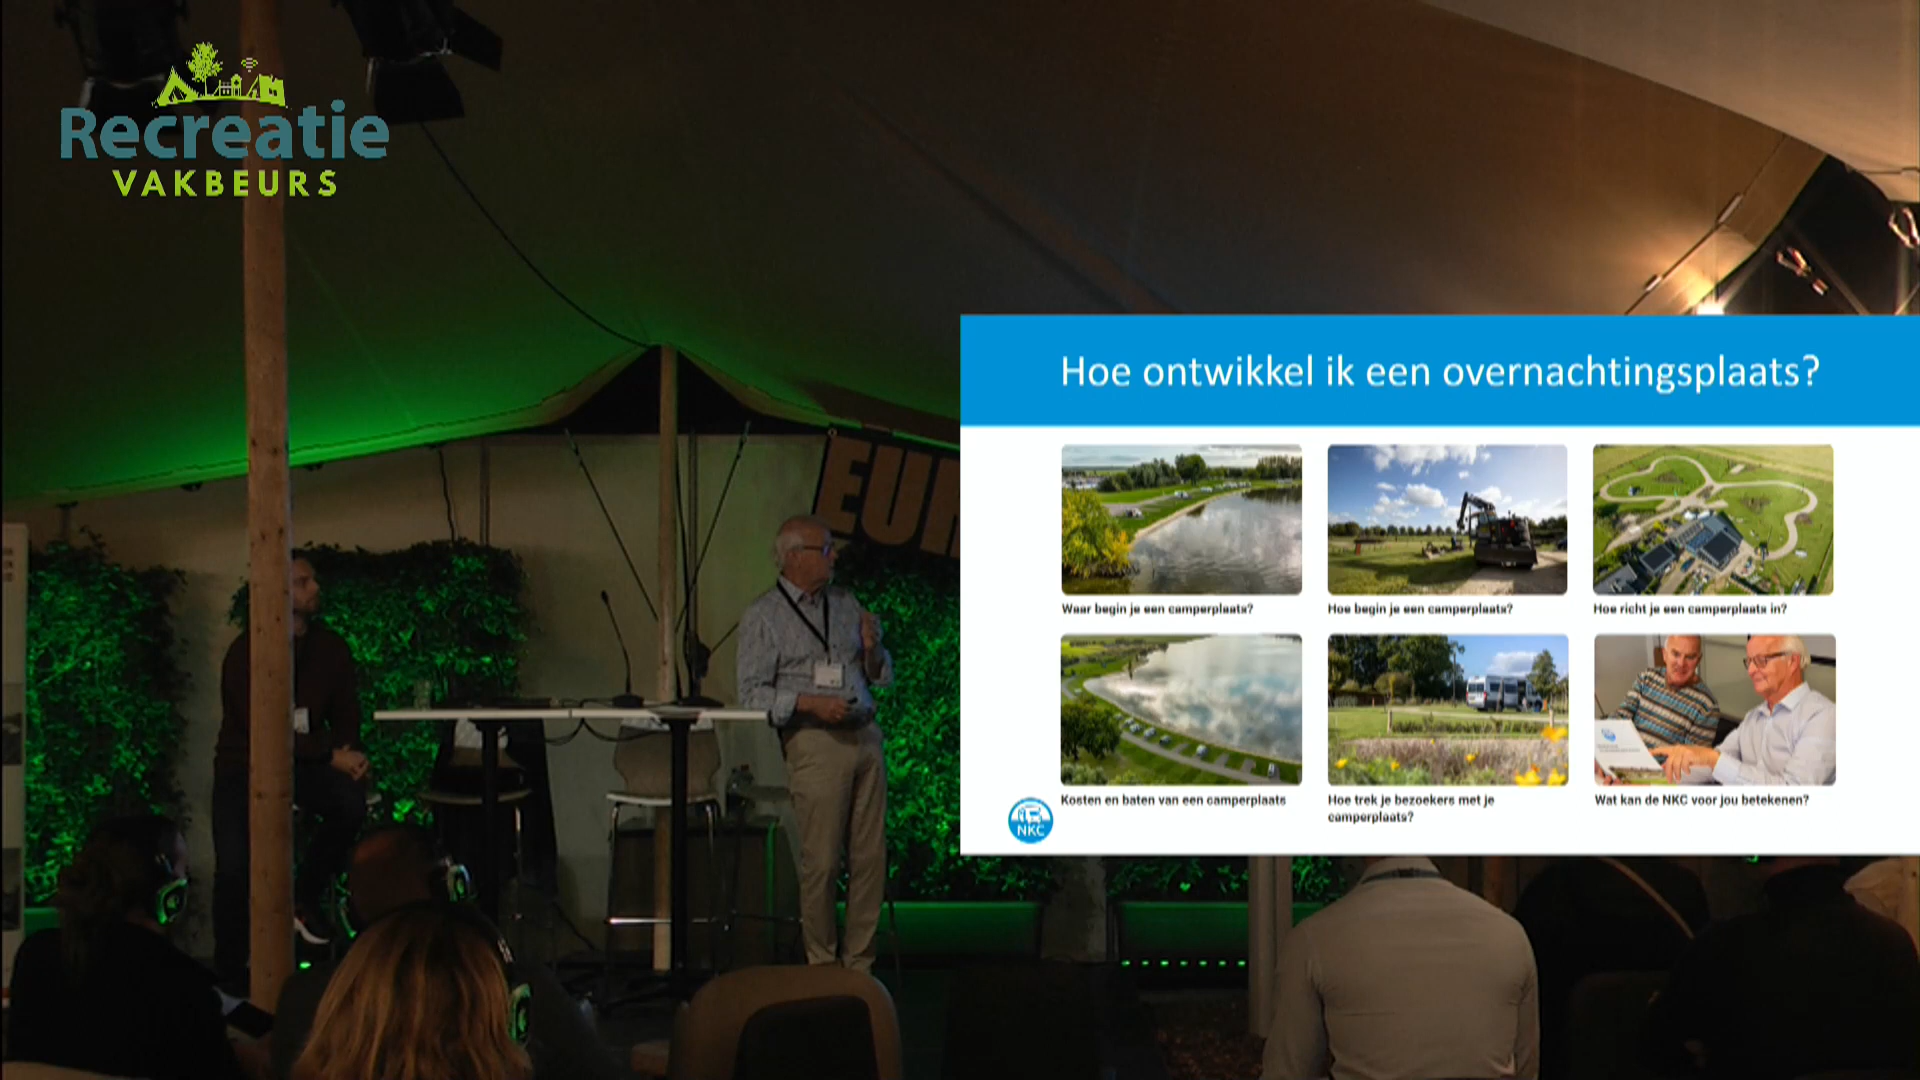 Recreatie
VAKBEURS
EUR
Hoe ontwikkel ik een overnachtingsplaats?
Waar begin je een camperplaats?
Hoe begin je een camperplaats?
Hoe richt je een camperplaats in?
Kosten en baten van een camperplaats
Hoe trek je bezoekers met je
camperplaats?
Wat kan de NKC voor jou betekenen?
NKC